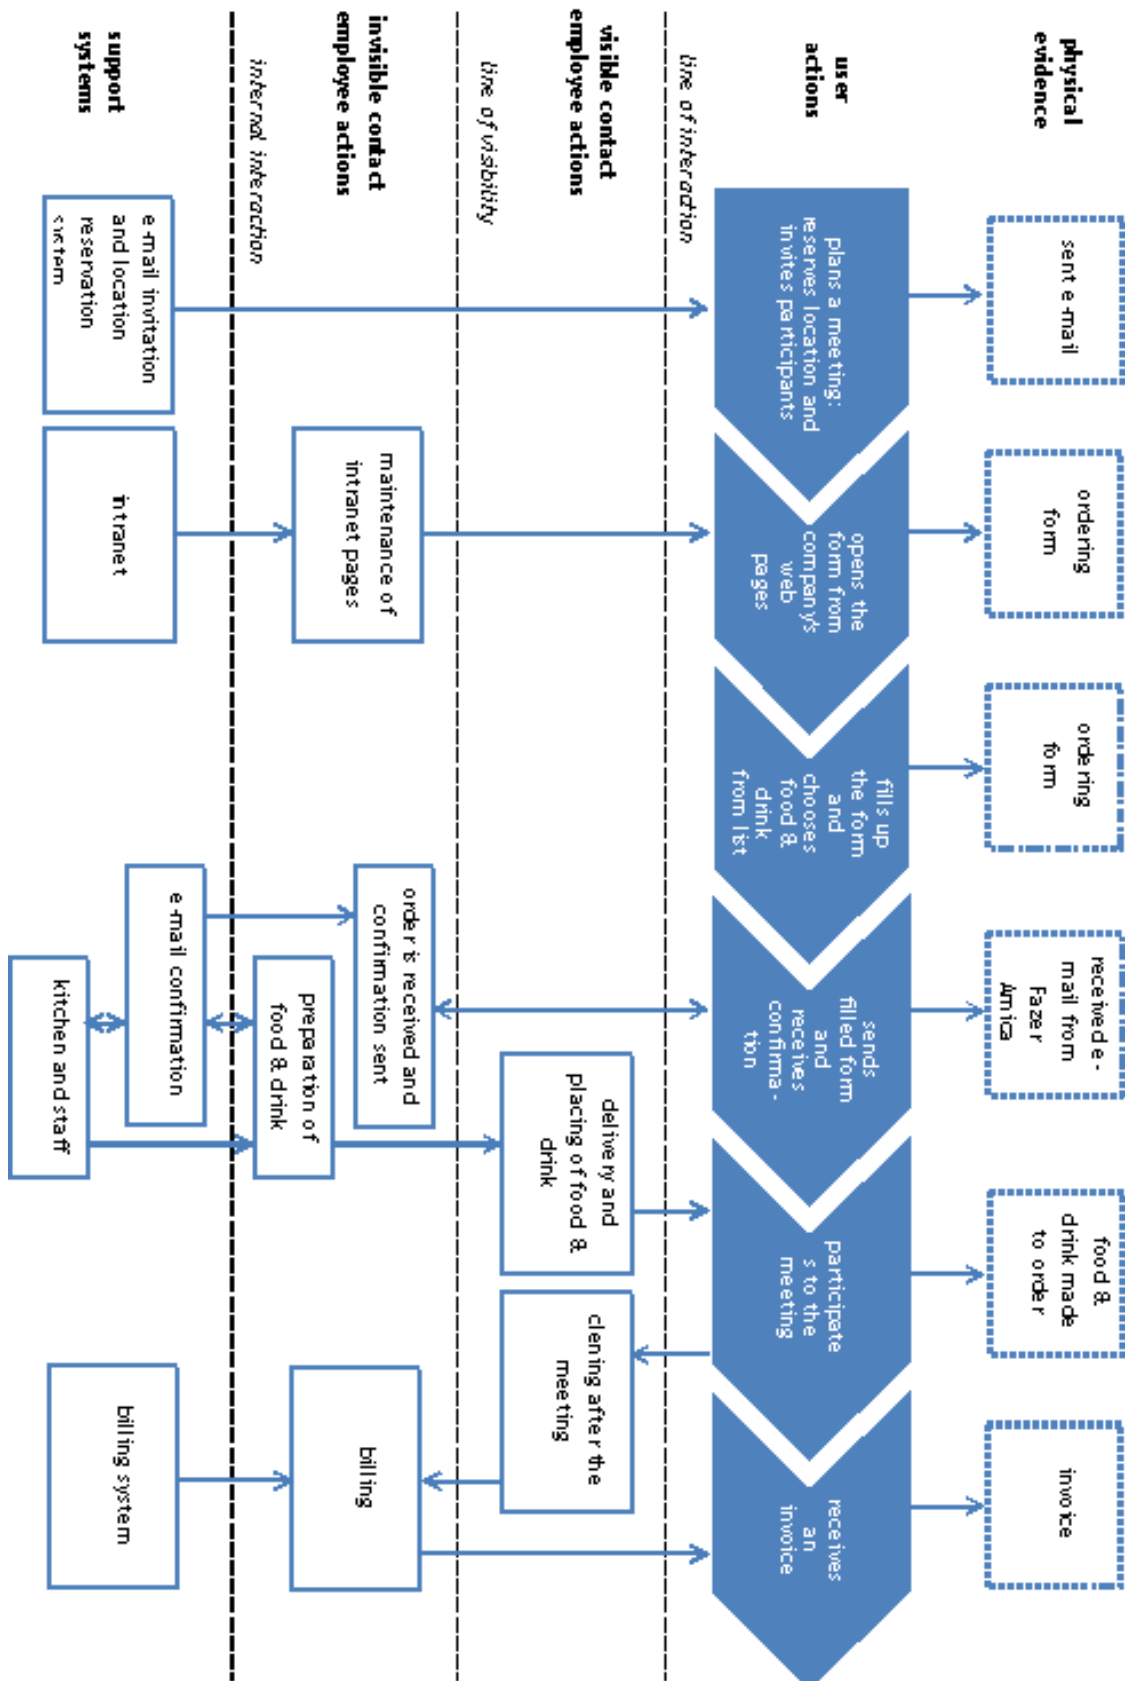 physical
evidence
sent e-mail
ordering
form
ordering
form
received e-
mail from
Fazer
Amica
food &
drink made
to order
invoice
user
actions
plans a meeting:
reserves location and
invites participants
opens the
form from
company's
web
pages
fills up
the form
and
chooses
food &
drink
from list
sends
filled form
and
receives
confirma-
tion
participate
s to the
meeting
receives
an
invoice
line of interaction
visible contact
employee actions
delivery and
placing of food &
drink
clening after the
meeting
line of visibility
invisible contact
employee actions
maintenance of
intranet pages
order is received and
confirmation sent
preparation of
food & drink
billing
internal interaction
support
systems
e-mail invitation
and location
reservation
system
intranet
e-mail confirmation
kitchen and staff
billing system